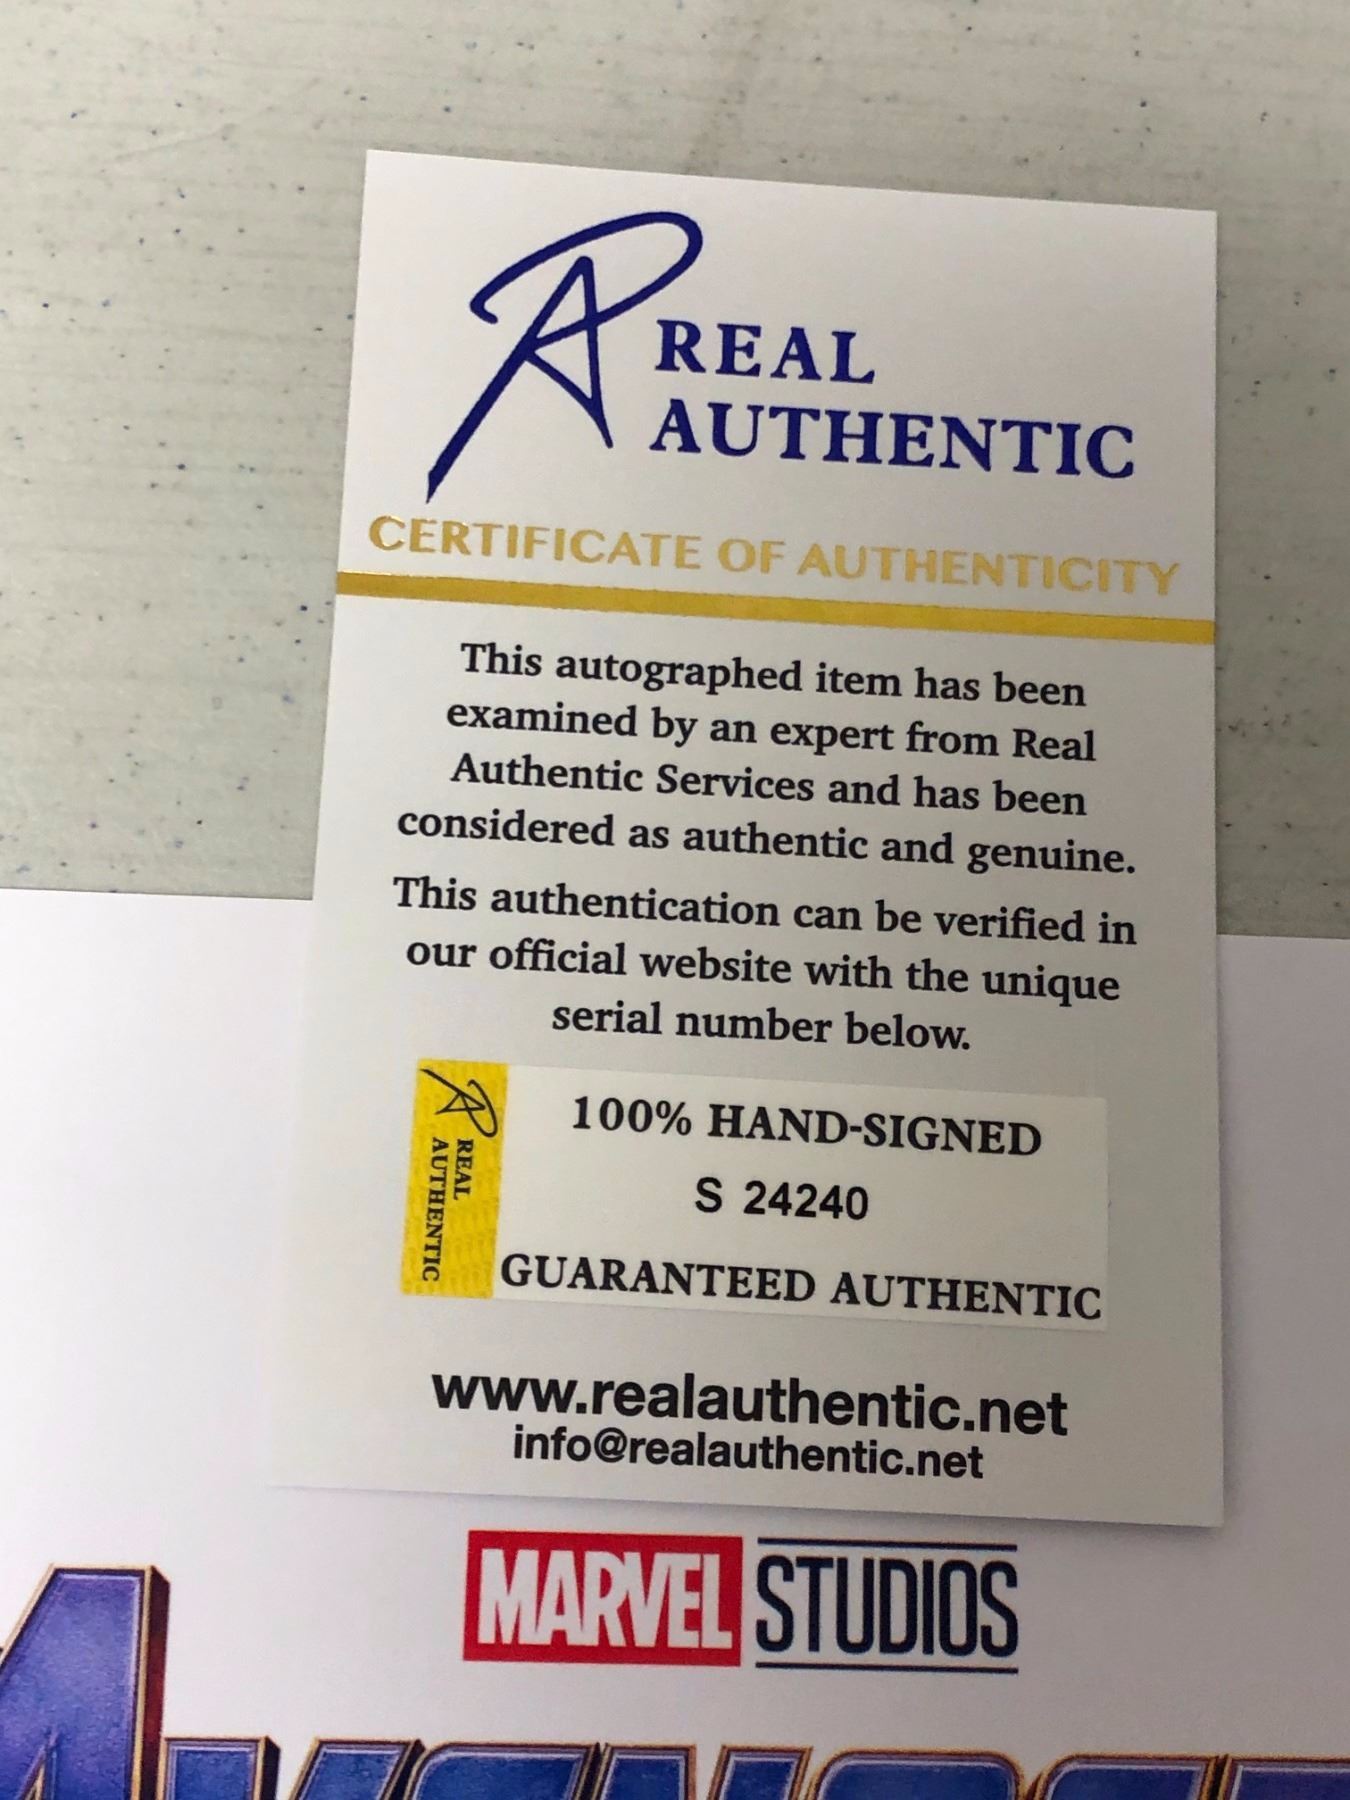 REAL
AUTHENTIC
CERTIFICATE OF AUTHENTICITY
This autographed item has been
examined by an expert from Real
Authentic Services and has been
considered as authentic and genuine.
This authentication can be verified in
our official website with the unique
serial number below.
REAL
AUTHENTIC
100% HAND-SIGNED
S 24240
GUARANTEED AUTHENTIC
www.realauthentic.net
info@realauthentic.net
MARVEL STUDIOS